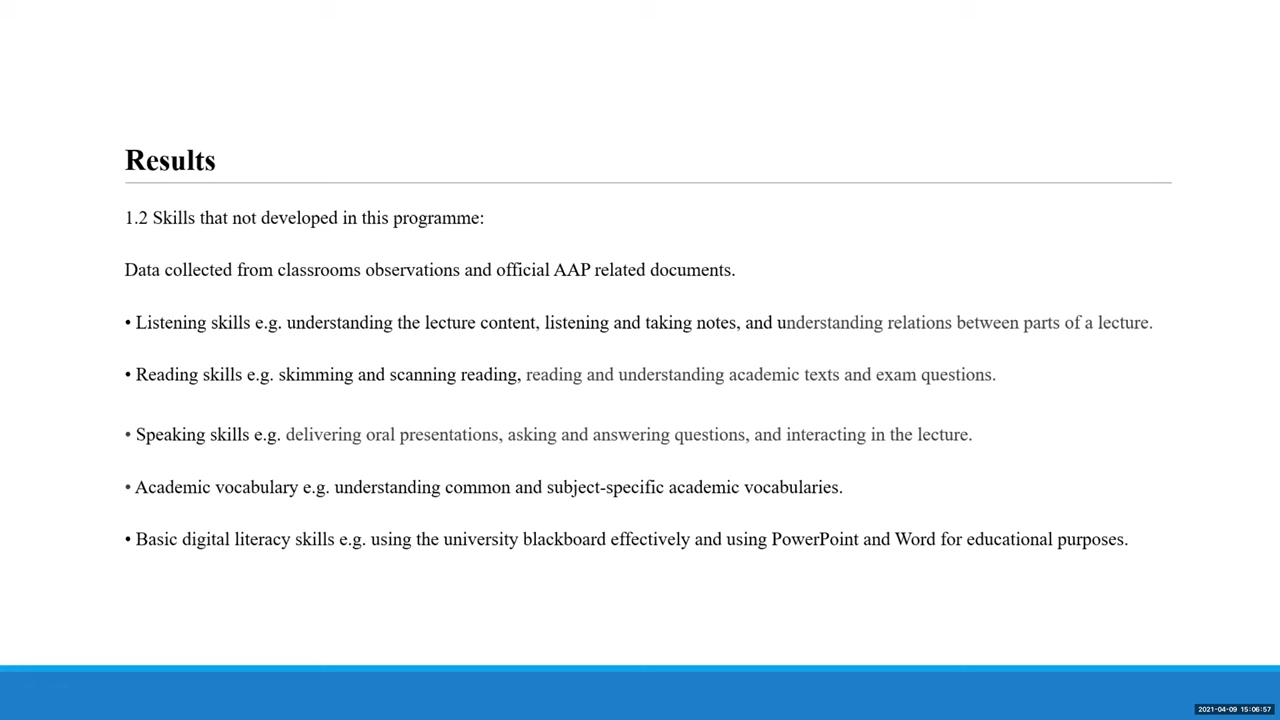 Results
1.2 Skills that not developed in this programme:
Data collected from classrooms observations and official AAP related documents.
• Listening skills e.g. understanding the lecture content, listening and taking notes, and understanding relations between parts of a lecture.
• Reading skills e.g. skimming and scanning reading, reading and understanding academic texts and exam questions.
• Speaking skills e.g. delivering oral presentations, asking and answering questions, and interacting in the lecture.
• Academic vocabulary e.g. understanding common and subject-specific academic vocabularies.
• Basic digital literacy skills e.g. using the university blackboard effectively and using PowerPoint and Word for educational purposes.
2021-04-09 15:06:57